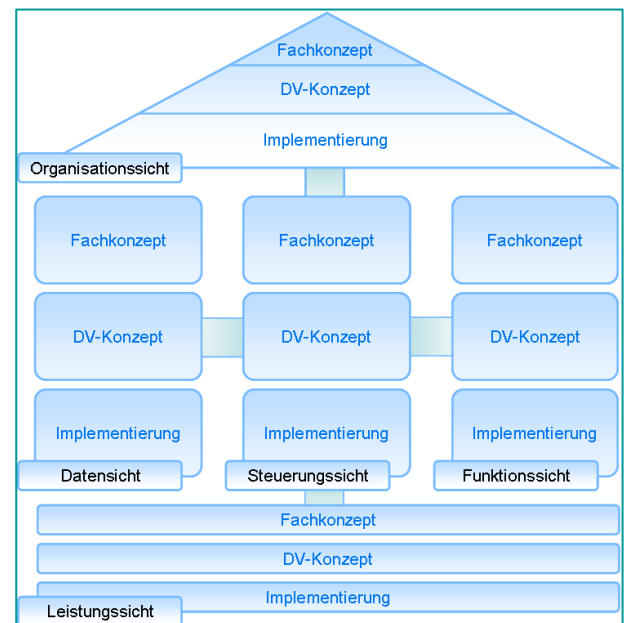 Fachkonzept
DV-Konzept
Implementierung
Organisationssicht
Fachkonzept
Fachkonzept
Fachkonzept
DV-Konzept
DV-Konzept
DV-Konzept
Implementierung
Implementierung
Implementierung
Datensicht
Steuerungssicht
Funktionssicht
Fachkonzept
DV-Konzept
Implementierung
Leistungssicht